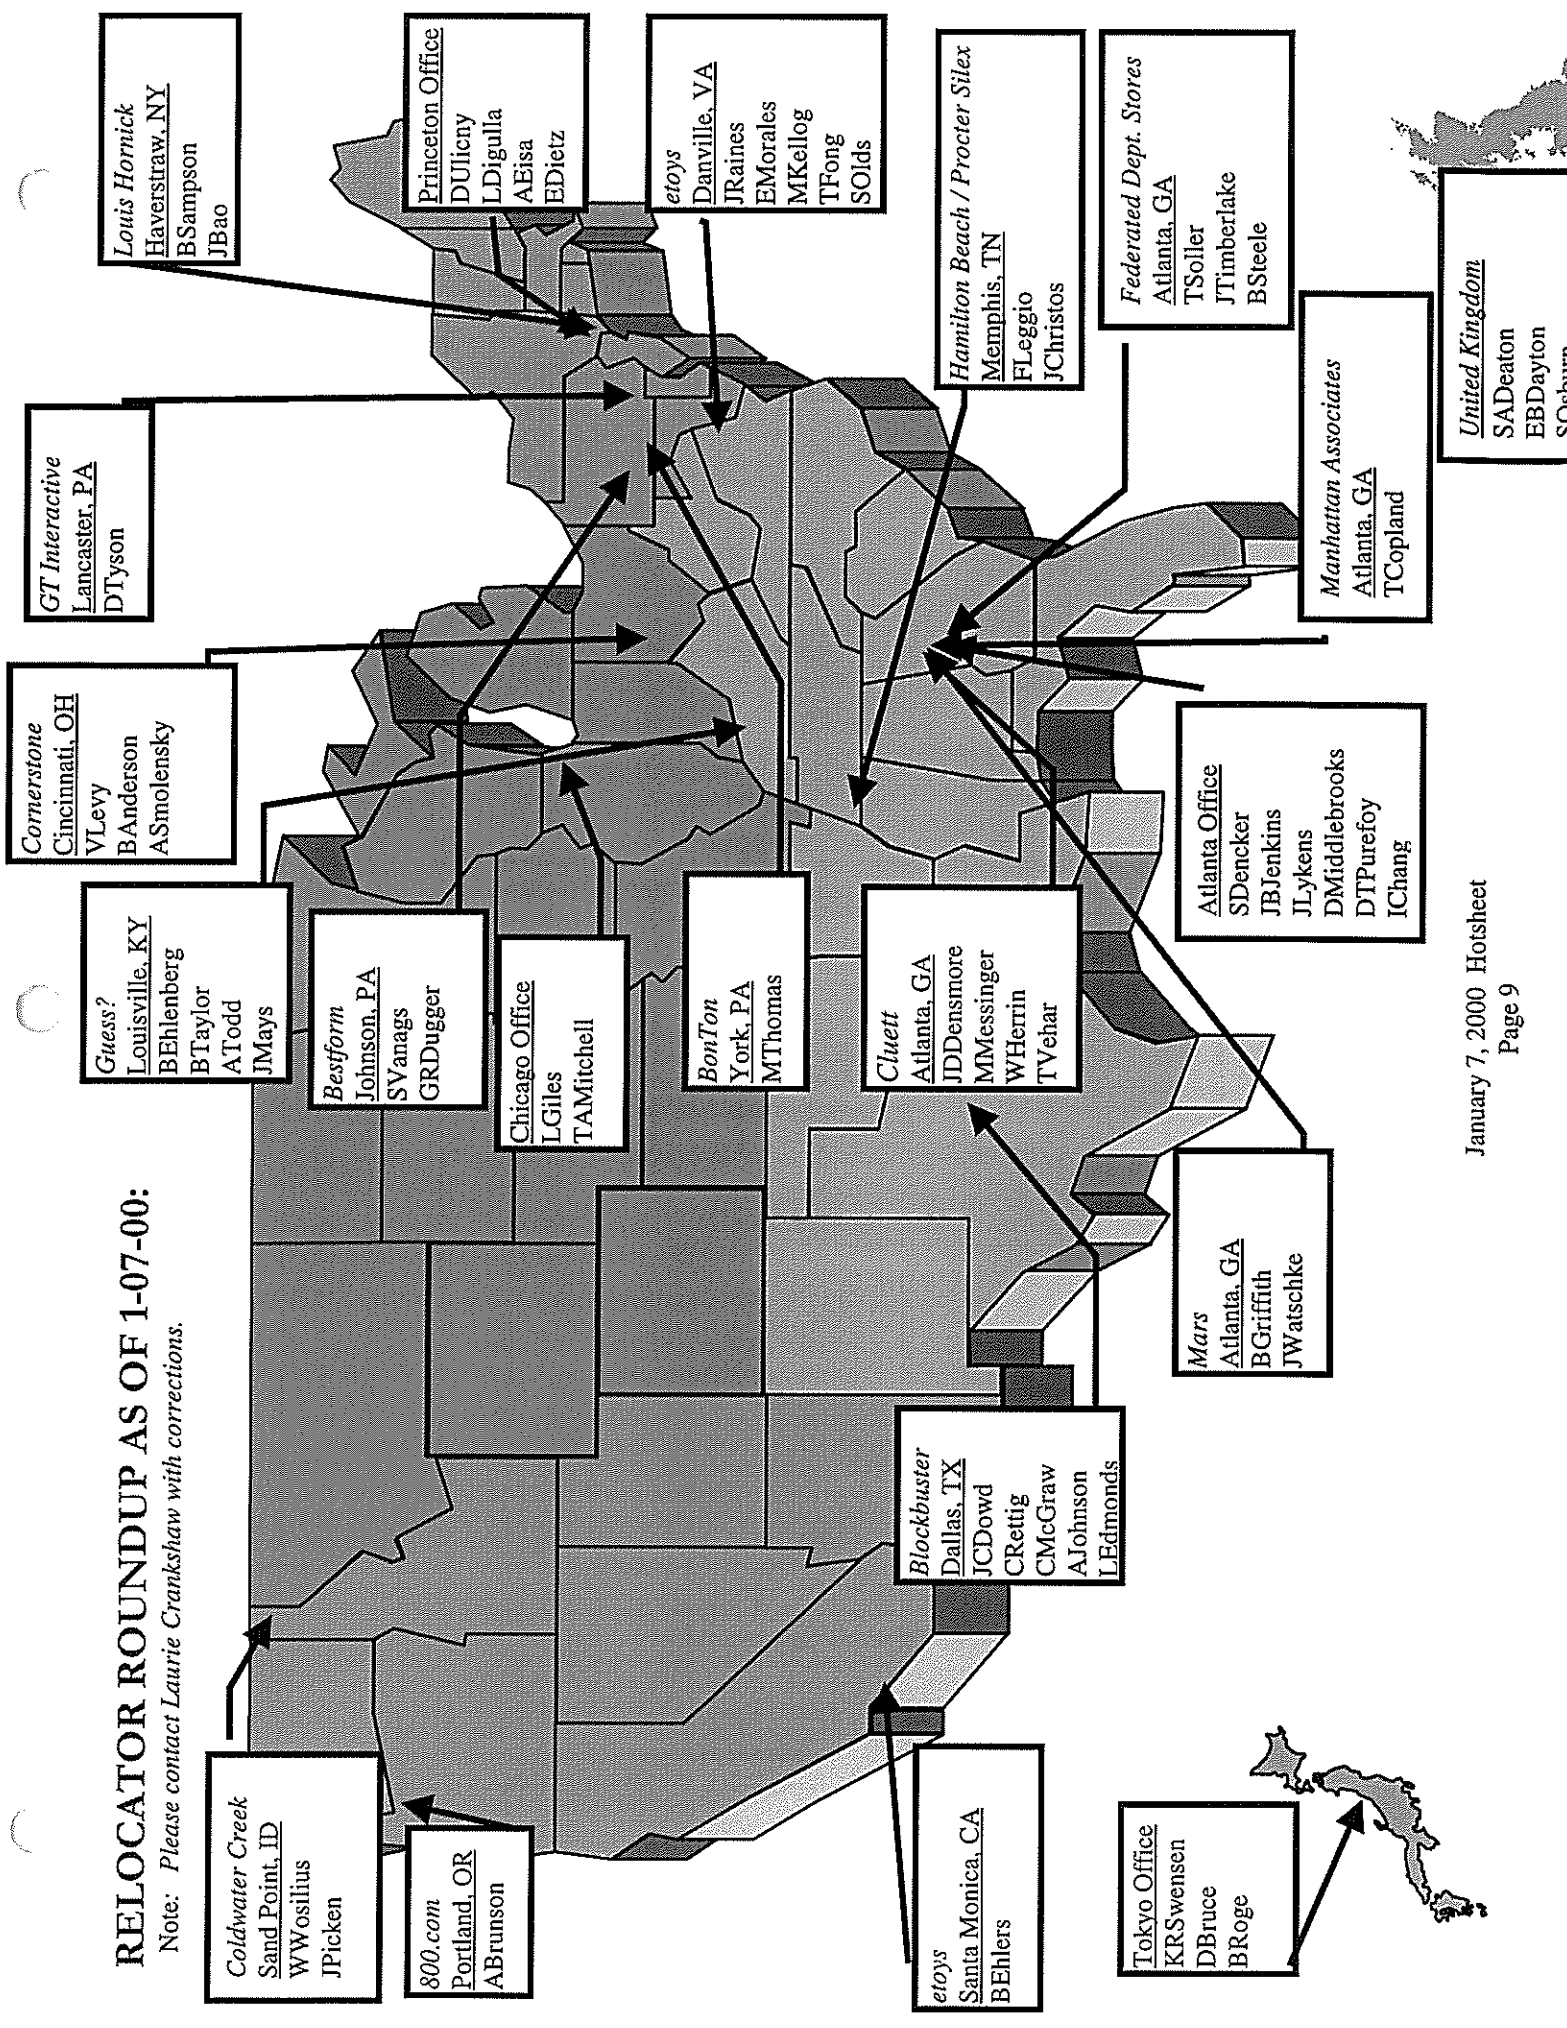 RELOCATOR ROUNDUP AS OF 1-07-00:
Note: Please contact Laurie Crankshaw with corrections.
Coldwater Creek
Sand Point, ID
WWosilius
JPicken
800.com
Portland, OR
ABrunson
etoys
Santa Monica, CA
BEhlers
Tokyo Office
KRSwensen
DBruce
BRoge
Blockbuster
Dallas, TX
JCDowd
CRettig
CMcGraw
AJohnson
LEdmonds
Mars
Atlanta, GA
BGriffith
JWatschke
Guess?
Louisville, KY
BEhlenberg
BTaylor
ATodd
JMays
Bestform
Johnson, PA
SVanags
GRDugger
Chicago Office
LGiles
TAMitchell
BonTon
York, PA
MThomas
Cluett
Atlanta, GA
JDDensmore
MMessinger
WHerrin
TVehar
Atlanta Office
SDencker
JBJenkins
JLykens
DMiddlebrooks
DTPurefoy
IChang
Cornerstone
Cincinnati, OH
VLevy
BAnderson
ASmolensky
GT Interactive
Lancaster, PA
DTyson
Louis Hornick
Haverstraw, NY
BSampson
JBao
Princeton Office
DUlicny
LDigulla
AEisa
EDietz
etoys
Danville, VA
JRaines
EMorales
MKellog
TFong
SOlds
Hamilton Beach / Procter Silex
Memphis, TN
FLeggio
JChristos
Federated Dept. Stores
Atlanta, GA
TSoller
JTimberlake
BSteele
Manhattan Associates
Atlanta, GA
TCopland
United Kingdom
SADeaton
EBDayton
January 7, 2000 Hotsheet
Page 9